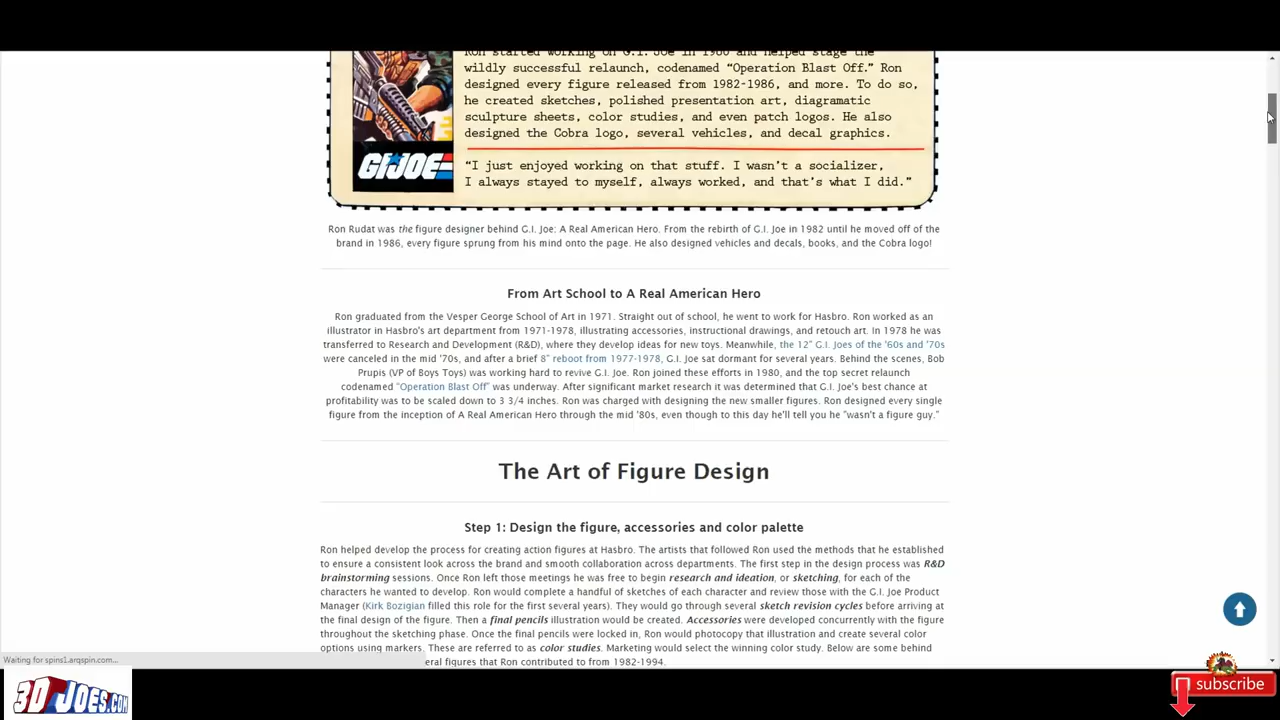 Ron started working on G.I. Joe in 1980 and helped stage the
wildly successful relaunch, codenamed “Operation Blast Off.” Ron
designed every figure released from 1982-1986, and more. To do so,
he created sketches, polished presentation art, diagramatic
sculpture sheets, color studies, and even patch logos. He also
designed the Cobra logo, several vehicles, and decal graphics.
“I just enjoyed working on that stuff. I wasn’t a socializer,
I always stayed to myself, always worked, and that’s what I did.”
GI JOE
Ron Rudat was the figure designer behind G.I. Joe: A Real American Hero. From the rebirth of G.I. Joe in 1982 until he moved off of the
brand in 1986, every figure sprung from his mind onto the page. He also designed vehicles and decals, books, and the Cobra logo!
From Art School to A Real American Hero
Ron graduated from the Vesper George School of Art in 1971. Straight out of school, he went to work for Hasbro. Ron worked as an
illustrator in Hasbro's art department from 1971-1978, illustrating accessories, instructional drawings, and retouch art. In 1978 he was
transferred to Research and Development (R&D), where they develop ideas for new toys. Meanwhile, the 12" G.I. Joes of the '60s and '70s
were canceled in the mid '70s, and after a brief 8" reboot from 1977-1978, G.I. Joe sat dormant for several years. Behind the scenes, Bob
Prupis (VP of Boys Toys) was working hard to revive G.I. Joe. Ron joined these efforts in 1980, and the top secret relaunch
codenamed "Operation Blast Off" was underway. After significant market research it was determined that G.I. Joe's best chance at
profitability was to be scaled down to 3 3/4 inches. Ron was charged with designing the new smaller figures. Ron designed every single
figure from the inception of A Real American Hero through the mid '80s, even though to this day he'll tell you he "wasn't a figure guy."
The Art of Figure Design
Step 1: Design the figure, accessories and color palette
Ron helped develop the process for creating action figures at Hasbro. The artists that followed Ron used the methods that he established
to ensure a consistent look across the brand and smooth collaboration across departments. The first step in the design process was R&D
brainstorming sessions. Once Ron left those meetings he was free to begin research and ideation, or sketching, for each of the
characters he wanted to develop. Ron would complete a handful of sketches of each character and review those with the G.I. Joe Product
Manager (Kirk Bozigian filled this role for the first several years). They would go through several sketch revision cycles before arriving at
the final design of the figure. Then a final pencils illustration would be created. Accessories were developed concurrently with the figure
throughout the sketching phase. Once the final pencils were locked in, Ron would photocopy that illustration and create several color
options using markers. These are referred to as color studies. Marketing would select the winning color study. Below are some behind
eral figures that Ron contributed to from 1982-1994.
Waiting for spins1.arqspin.com...
3DJOES.COM
subscribe